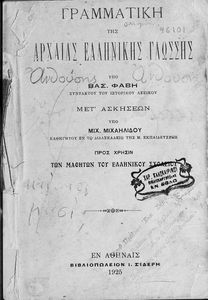 ΓΡΑΜΜΑΤΙΚΗ
46101
ΤΗΣ
ΑΡΧΑΙΑΣ ΕΛΛΗΝΙΚΗΣ ΓΛΩΣΣΗΣ
ΥΠΟ
ΒΑΣ. ΦΑΒΗ
ΣΥΝΤΑΚΤΟΥ ΤΟΥ ΙΣΤΟΡΙΚΟΥ ΛΕΞΙΚΟΥ
ΜΕΤ' ΑΣΚΗΣΕΩΝ
ΥΠΟ
ΜΙΧ. ΜΙΧΑΗΛΙΔΟΥ
ΚΑΘΗΓΗΤΟΥ ΕΝ ΤΩ ΔΙΔΑΣΚΑΛΕΙΩ ΤΗΣ Μ. ΕΚΠΑΙΔΕΥΣΕΩΣ
ΠΡΟΣ ΧΡΗΣΙΝ
ΤΩΝ ΜΑΘΗΤΩΝ ΤΟΥ ΕΛΛΗΝΙΚΟΥ ΣΧΟΛΕΙΟΥ
ΕΝ ΑΘΗΝΑΙΣ
ΒΙΒΛΙΟΠΩΛΕΙΟΝ Ι. ΣΙΔΕΡΗ
1925